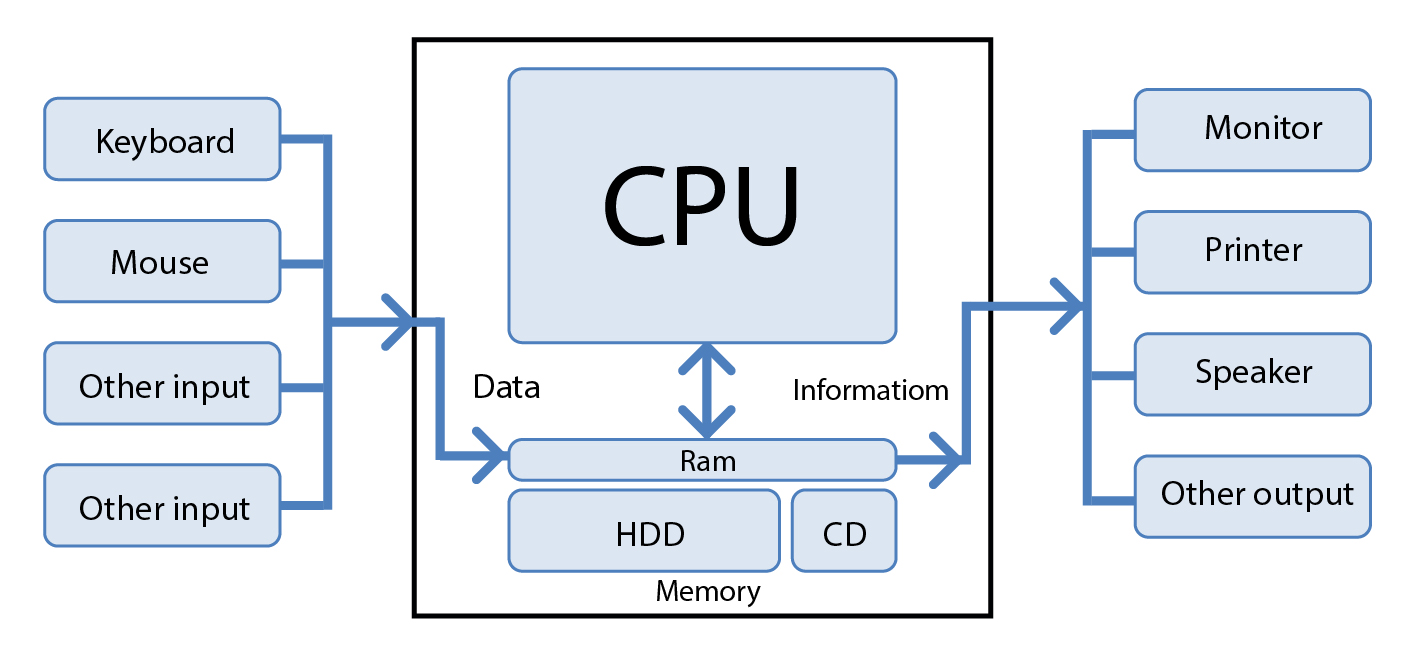 Keyboard
Mouse
Other input
Other input
CPU
Data
Informatiom
Ram
HDD
CD
Memory
Monitor
Printer
Speaker
Other output